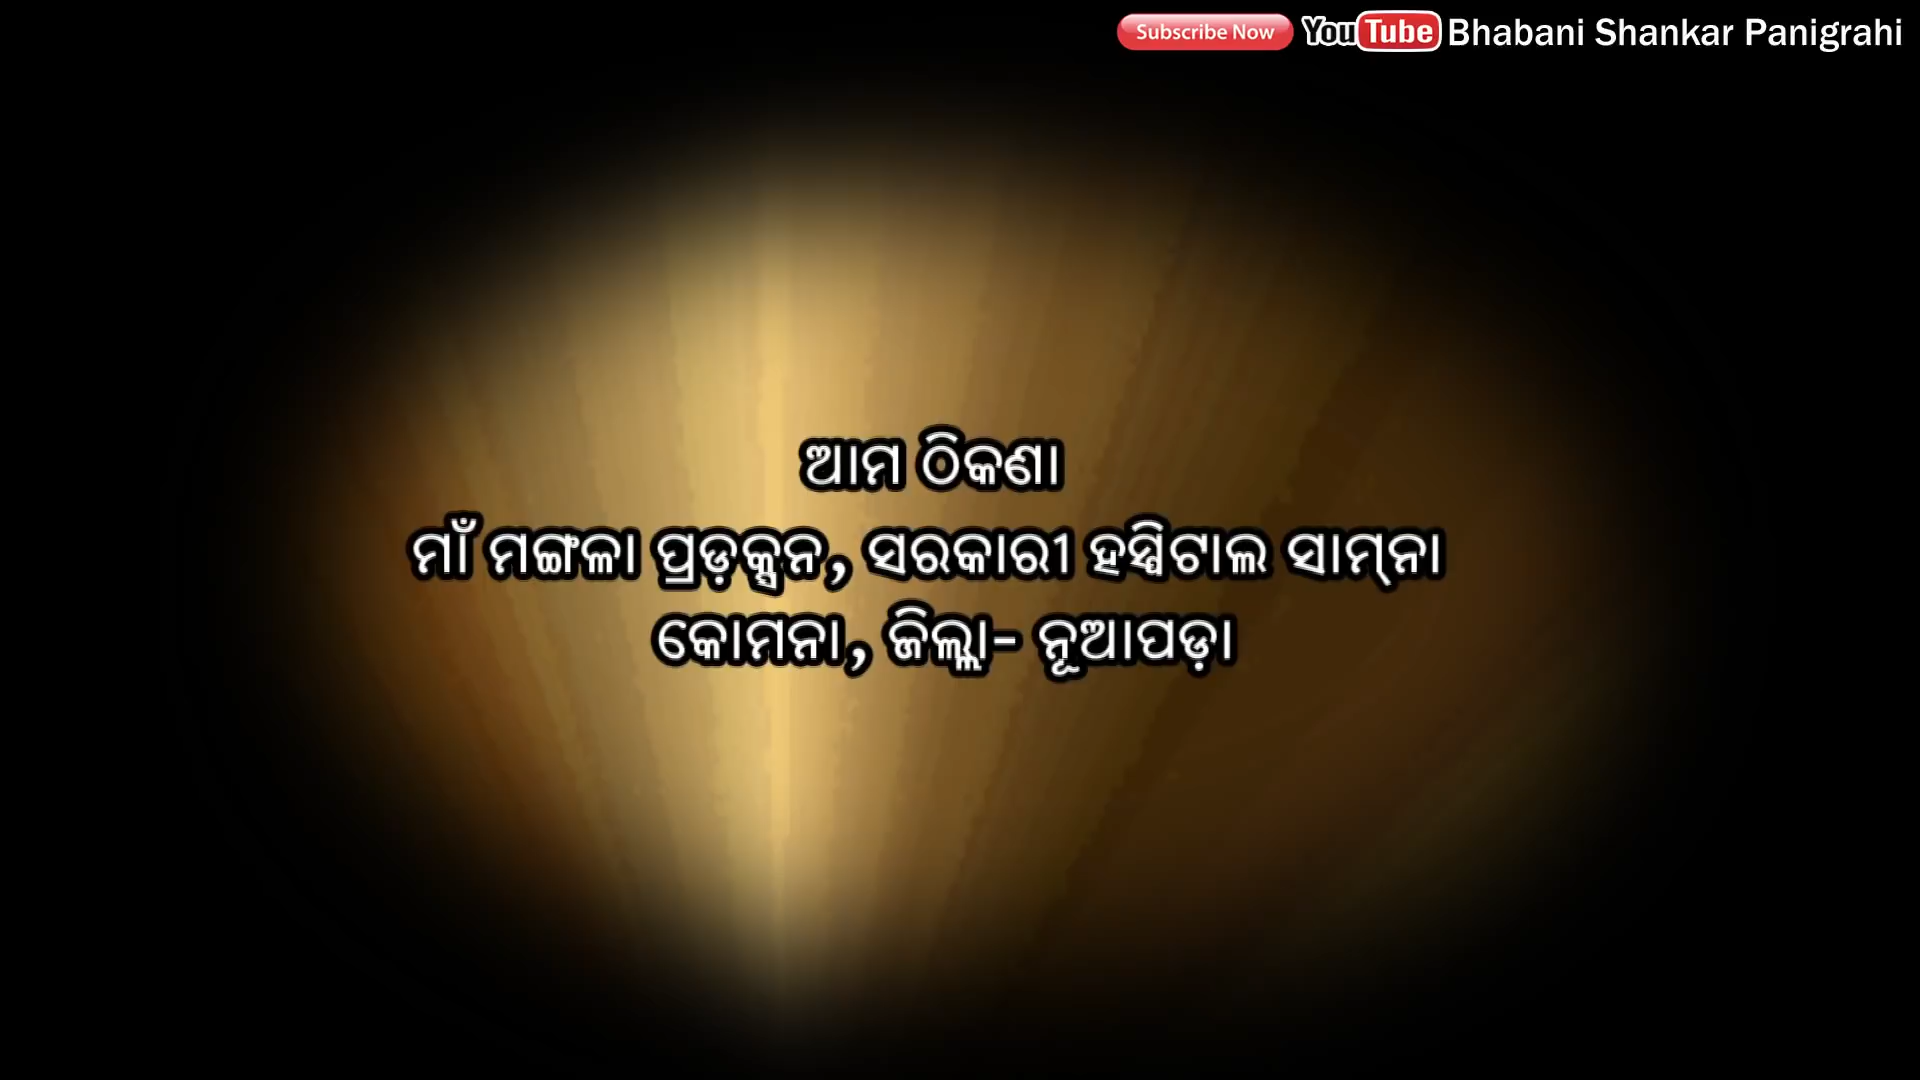 Subscribe Now YouTube Bhabani Shankar Panigrahi
ଆମ ଠିକଣା
ମାଁ ମଙ୍ଗଳା ପ୍ରଡ଼କ୍ସନ, ସରକାରୀ ହସ୍ପିଟାଲ ସାମ୍‌ନା
କୋମନା, ଜିଲ୍ଲା- ନୂଆପଡ଼ା